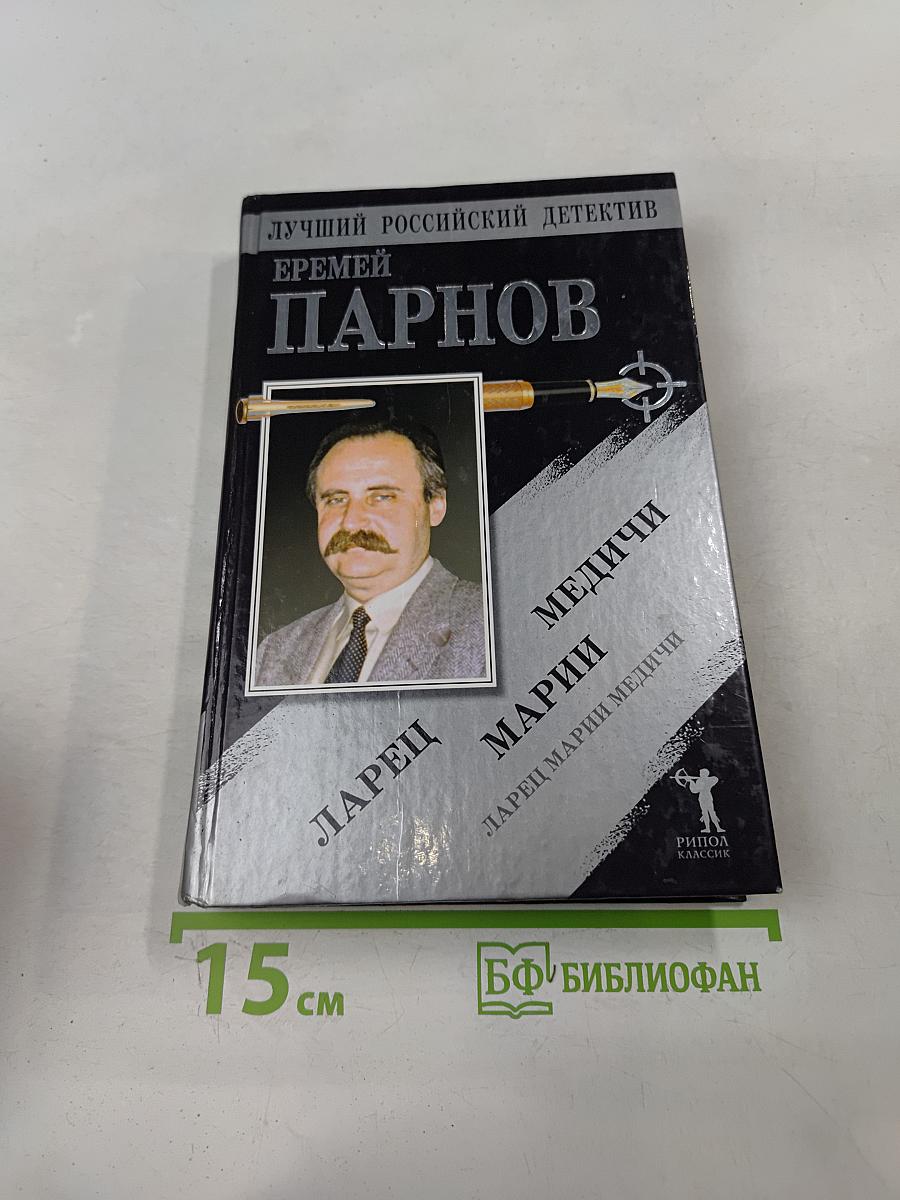 ЛУЧШИЙ РОССИЙСКИЙ ДЕТЕКТИВ
ЕРЕМЕЙ
ПАРНОВ
ЛАРЕЦ
МАРИИ
МЕДИЧИ
ЛАРЕЦ МАРИИ МЕДИЧИ
РИПОЛ
КЛАССИК
15 см
БФ БИБЛИОФАН